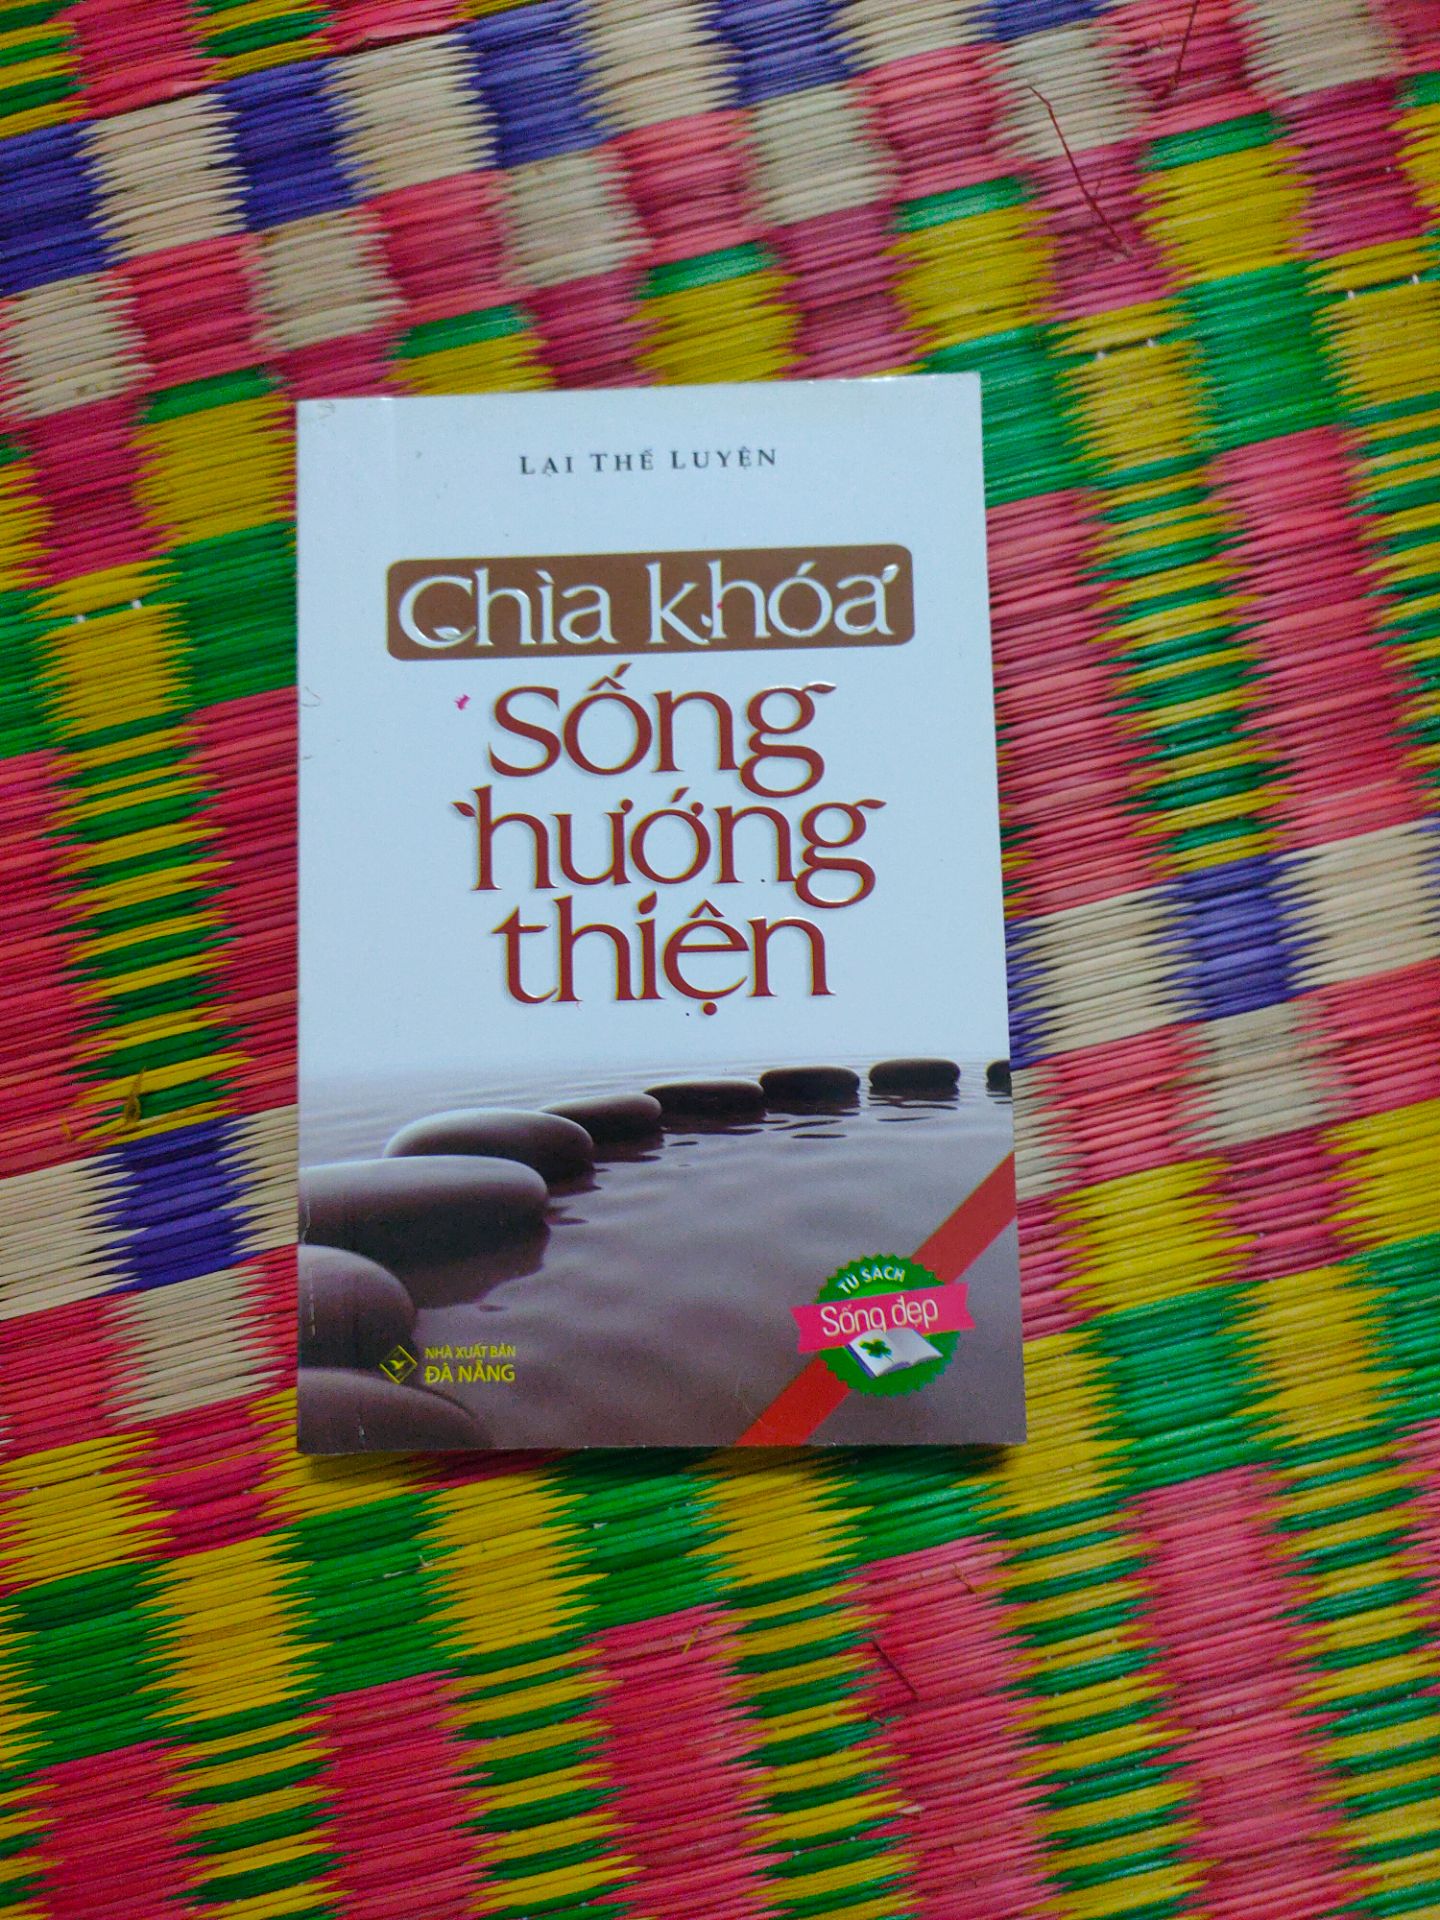 LẠI THẾ LUYỆN
Chìa khóa
sống
hướng
thiện
TỦ SÁCH
Sống đẹp
NHÀ XUẤT BẢN
ĐÀ NẴNG